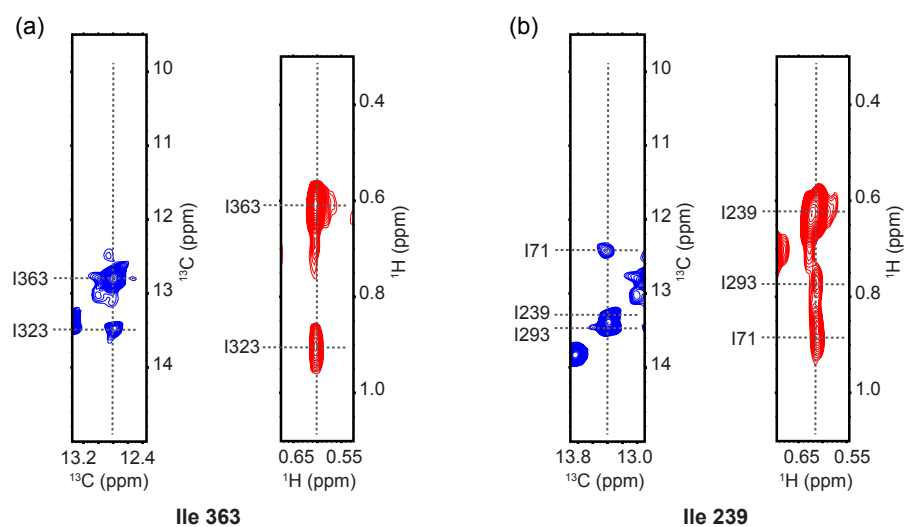 (a)
(b)
10
11
12
13
14
¹³C (ppm)
I363
I323
13.2 12.4
¹³C (ppm)
0.4
0.6
0.8
1.0
¹H (ppm)
I363
I323
0.65 0.55
¹H (ppm)
Ile 363
10
11
12
13
14
¹³C (ppm)
I71
I239
I293
13.8 13.0
¹³C (ppm)
0.4
0.6
0.8
1.0
¹H (ppm)
I239
I293
I71
0.65 0.55
¹H (ppm)
Ile 239